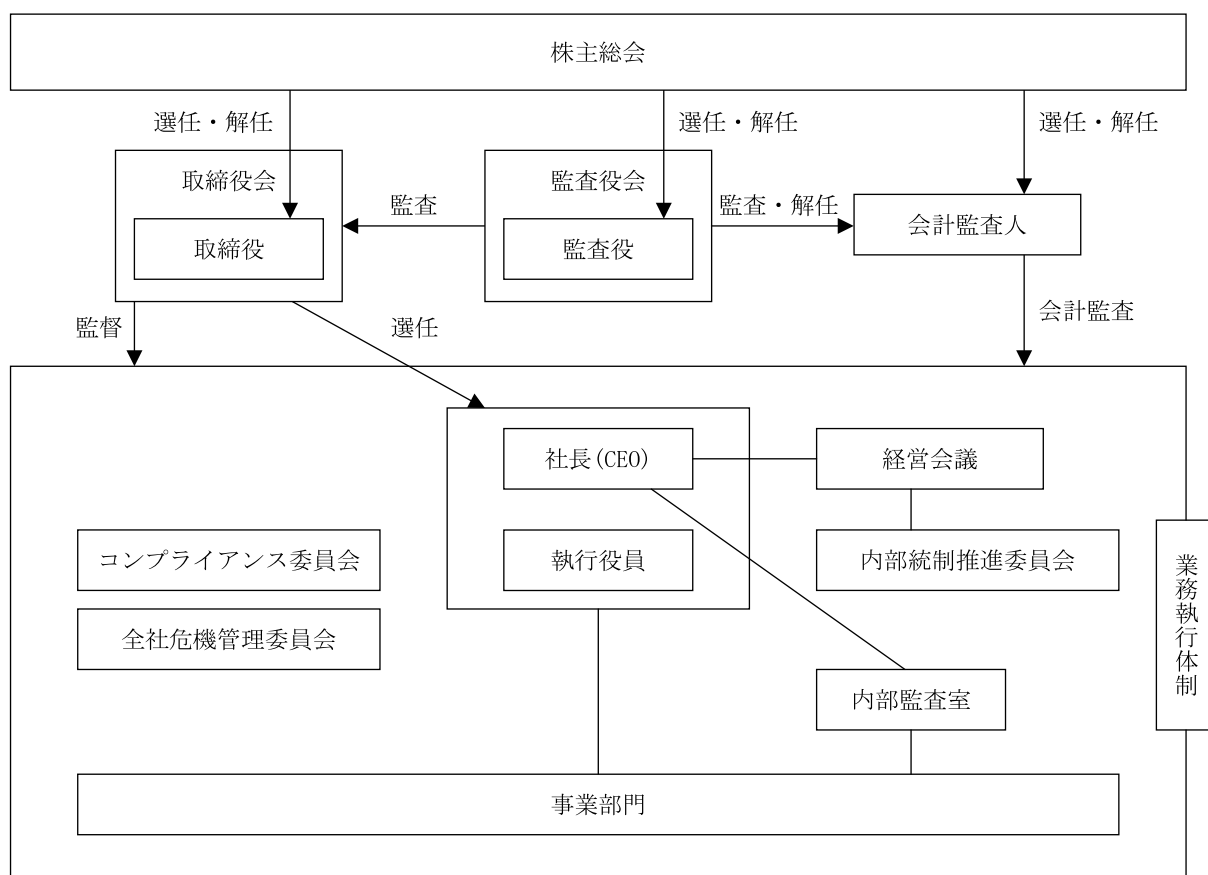 株主総会
選任・解任
選任・解任
選任・解任
取締役会
監査役会
取締役
監査
監査役
監査・解任
会計監査人
監督
選任
会計監査
社長(CEO)
経営会議
コンプライアンス委員会
執行役員
内部統制推進委員会
全社危機管理委員会
内部監査室
業務執行体制
事業部門